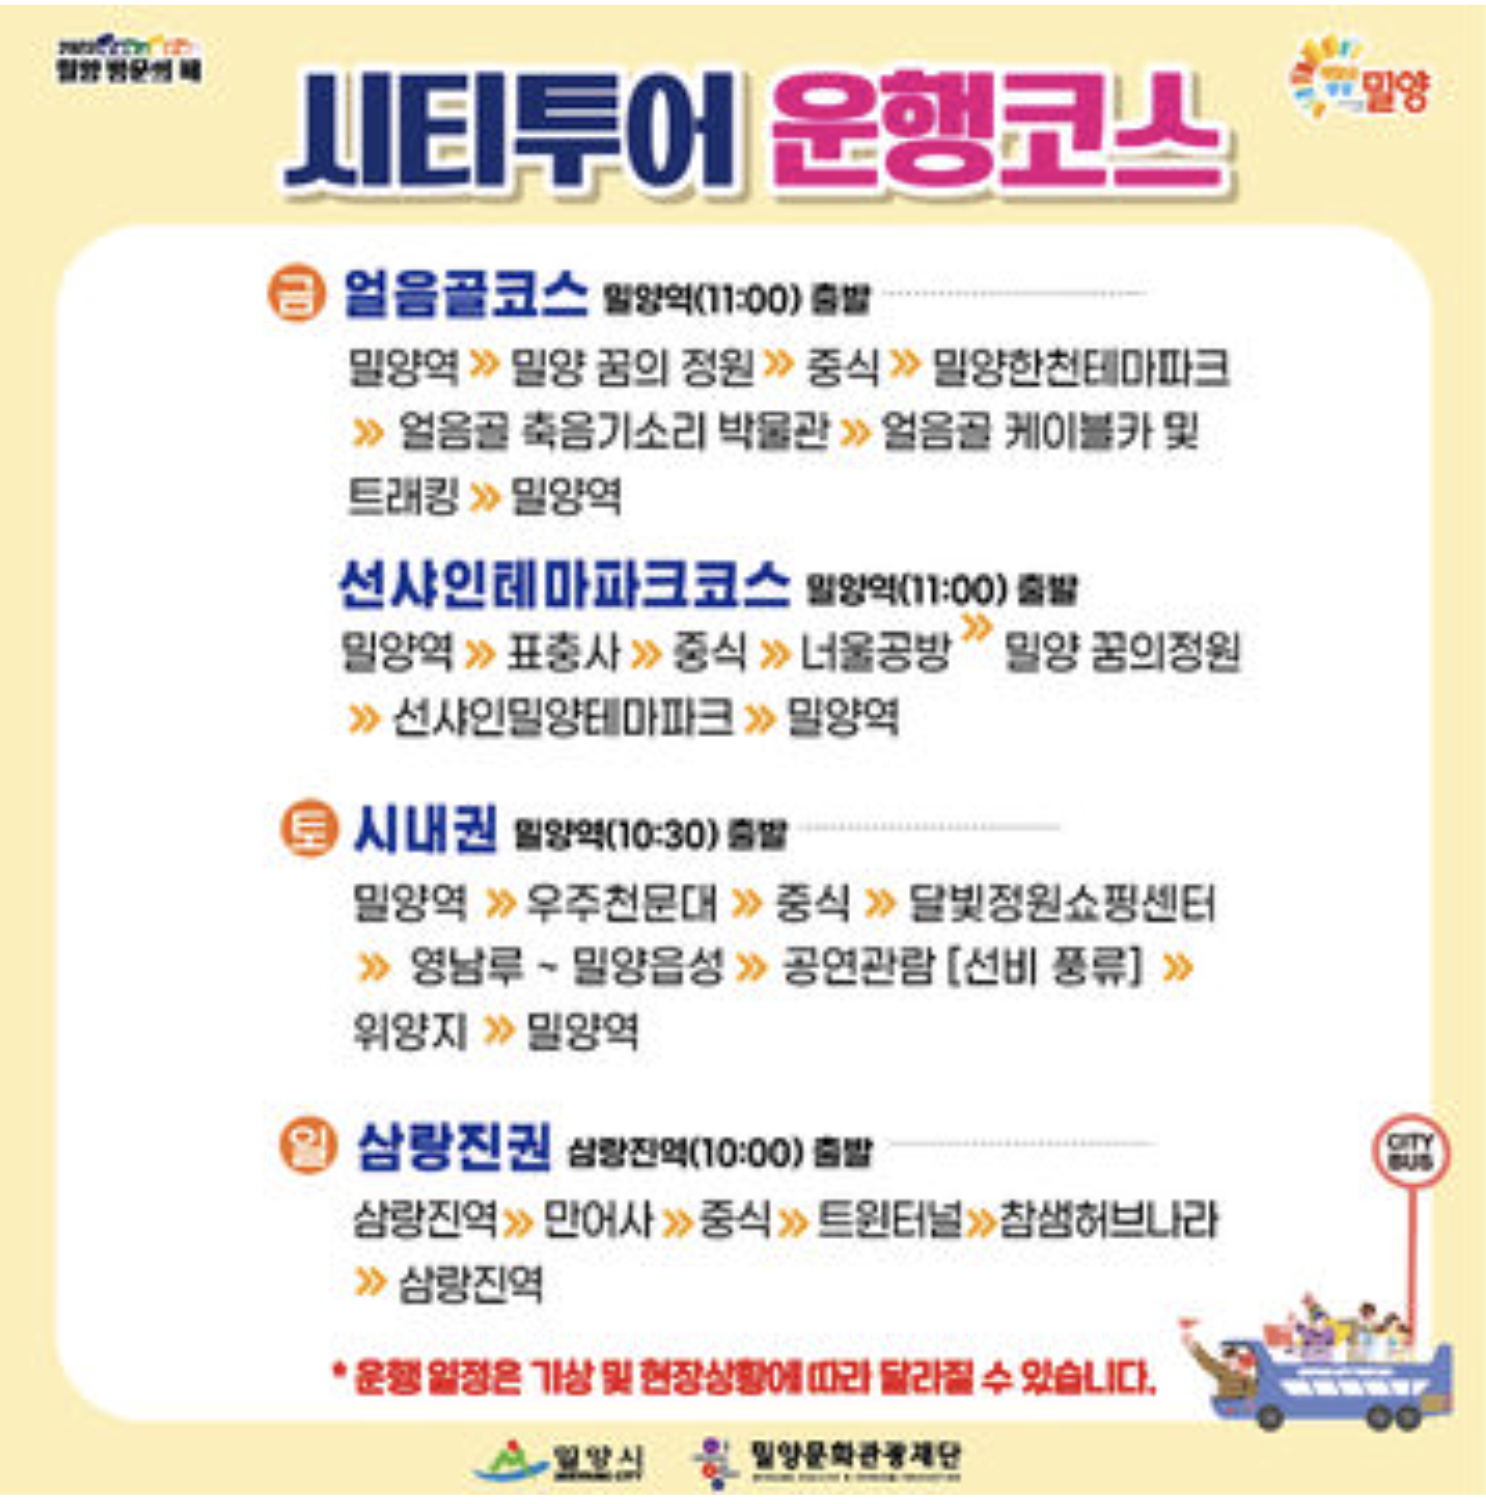 밀양 방문의 해
밀양
시티투어 운행코스
금 얼음골코스 밀양역(11:00) 출발
밀양역 » 밀양 꿈의 정원 » 중식 » 밀양한천테마파크
» 얼음골 축음기소리 박물관 » 얼음골 케이블카 및
트래킹 » 밀양역
선샤인테마파크코스 밀양역(11:00) 출발
밀양역 » 표충사 » 중식 » 너울공방 » 밀양 꿈의정원
» 선샤인밀양테마파크 » 밀양역
토 시내권 밀양역(10:30) 출발
밀양역 » 우주천문대 » 중식 » 달빛정원쇼핑센터
» 영남루 ~ 밀양읍성 » 공연관람 [선비 풍류] »
위양지 » 밀양역
일 삼랑진권 삼랑진역(10:00) 출발
삼랑진역 » 만어사 » 중식 » 트윈터널 » 참샘허브나라
» 삼랑진역
CITY
BUS
* 운행 일정은 기상 및 현장상황에 따라 달라질 수 있습니다.
밀양시
밀양문화관광재단